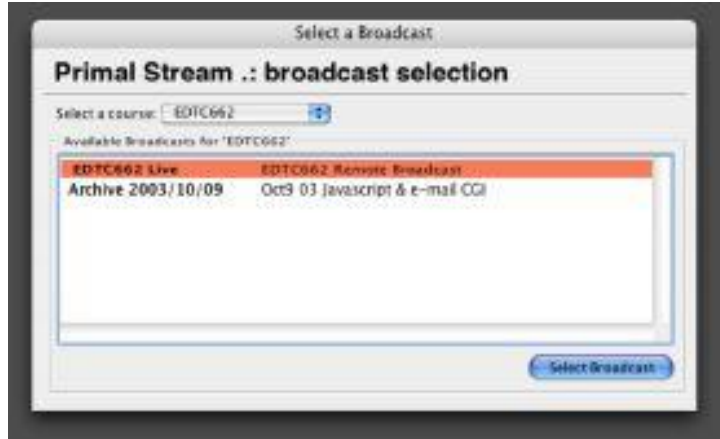 Select a Broadcast
Primal Stream .: broadcast selection
Select a course: EDTC662
Available Broadcasts for "EDTC662"
EDTC662 Live EDTC662 Remote Broadcast
Archive 2003/10/09 Oct9 03 Javascript & e-mail CGI
Select Broadcast